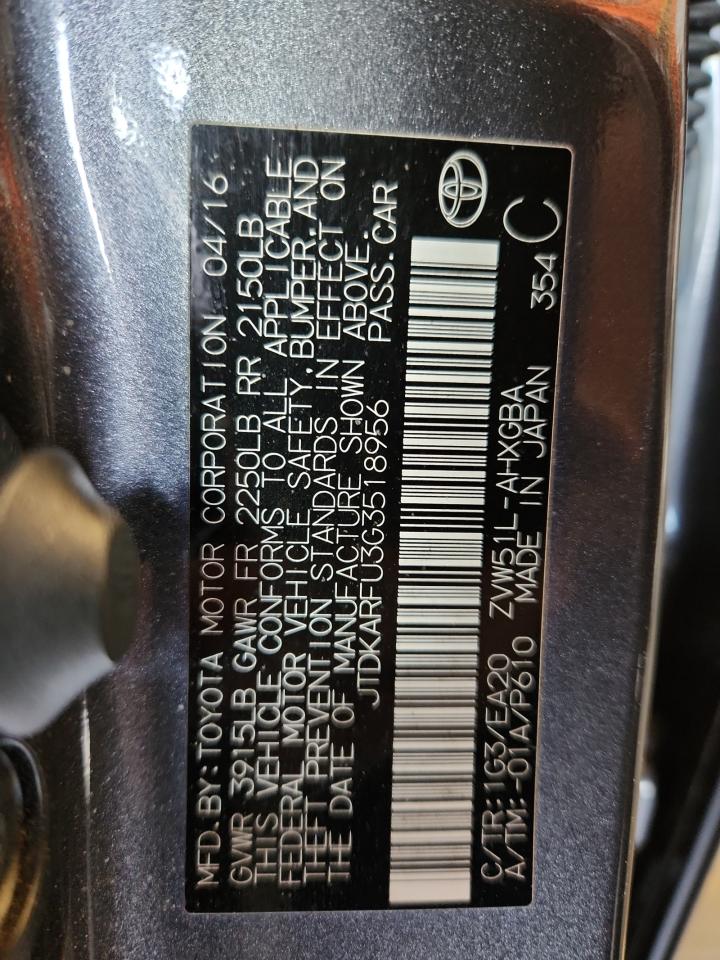 MFD. BY: TOYOTA MOTOR CORPORATION 04/16
GVWR 3915LB GAWR FR 2250LB RR 2150LB
THIS VEHICLE CONFORMS TO ALL APPLICABLE
FEDERAL MOTOR VEHICLE SAFETY, BUMPER, AND
THEFT PREVENTION STANDARDS IN EFFECT ON
THE DATE OF MANUFACTURE SHOWN ABOVE.
JTDKARFU3G3518956 PASS. CAR
C/TR: 1G3/EA20 ZVW51L-AHXGBA
A/TM: -01A/P610 MADE IN JAPAN 354 C